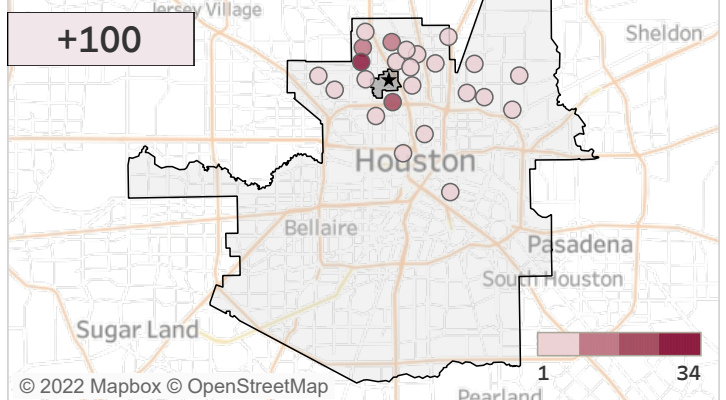 Jersey Village
+100
Sheldon
Houston
Bellaire
Pasadena
South Houston
Sugar Land
1 34
© 2022 Mapbox © OpenStreetMap
Pearland